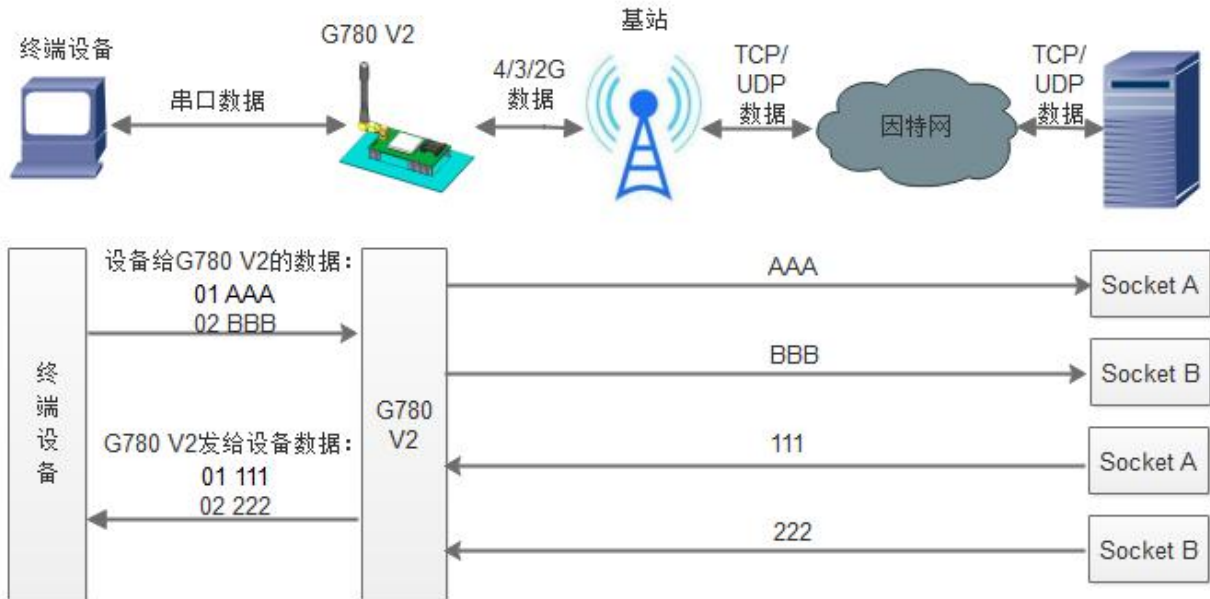 终端设备
G780 V2
基站
串口数据
4/3/2G
数据
TCP/
UDP
数据
因特网
TCP/
UDP
数据
设备给G780 V2的数据：
01 AAA
02 BBB
AAA
Socket A
BBB
Socket B
终
端
设
备
G780
V2
G780 V2发给设备数据：
01 111
02 222
111
Socket A
222
Socket B